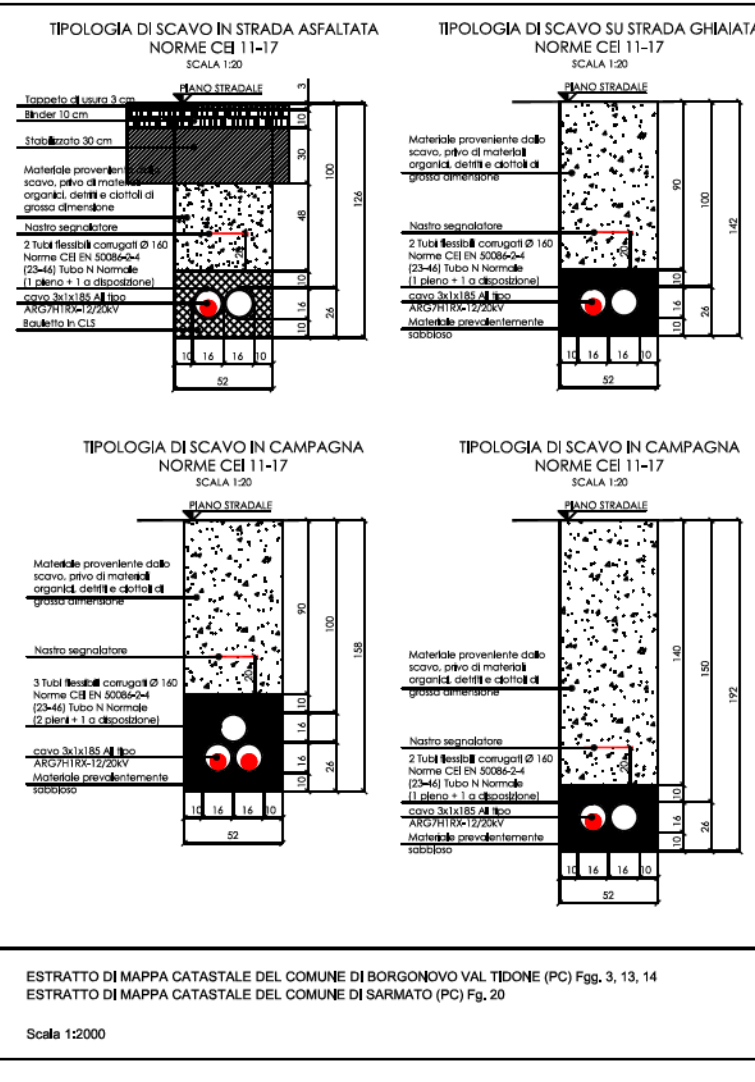 TIPOLOGIA DI SCAVO IN STRADA ASFALTATA
NORME CEI 11-17
SCALA 1:20
PIANO STRADALE
Tappeto di usura 3 cm
Binder 10 cm
Stabilizzato 30 cm
Materiale proveniente dallo
scavo, privo di materiali
organici, detriti e ciottoli di
grossa dimensione
Nastro segnalatore
2 Tubi flessibili corrugati Ø 160
Norme CEI EN 50086-2-4
(23-46) Tubo N Normale
(1 pieno + 1 a disposizione)
cavo 3x1x185 Al tipo
ARG7H1RX-12/20kV
Bauletto in CLS
3
10
30
48
10
16
10
100
26
126
20
10 16 16 10
52
TIPOLOGIA DI SCAVO SU STRADA GHIAIATA
NORME CEI 11-17
SCALA 1:20
PIANO STRADALE
Materiale proveniente dallo
scavo, privo di materiali
organici, detriti e ciottoli di
grossa dimensione
Nastro segnalatore
2 Tubi flessibili corrugati Ø 160
Norme CEI EN 50086-2-4
(23-46) Tubo N Normale
(1 pieno + 1 a disposizione)
cavo 3x1x185 Al tipo
ARG7H1RX-12/20kV
Materiale prevalentemente
sabbioso
90
10
16
10
100
26
142
20
10 16 16 10
52
TIPOLOGIA DI SCAVO IN CAMPAGNA
NORME CEI 11-17
SCALA 1:20
PIANO STRADALE
Materiale proveniente dallo
scavo, privo di materiali
organici, detriti e ciottoli di
grossa dimensione
Nastro segnalatore
3 Tubi flessibili corrugati Ø 160
Norme CEI EN 50086-2-4
(23-46) Tubo N Normale
(2 pieni + 1 a disposizione)
cavo 3x1x185 Al tipo
ARG7H1RX-12/20kV
Materiale prevalentemente
sabbioso
90
10
16
16
10
100
26
158
20
10 16 16 10
52
TIPOLOGIA DI SCAVO IN CAMPAGNA
NORME CEI 11-17
SCALA 1:20
PIANO STRADALE
Materiale proveniente dallo
scavo, privo di materiali
organici, detriti e ciottoli di
grossa dimensione
Nastro segnalatore
2 Tubi flessibili corrugati Ø 160
Norme CEI EN 50086-2-4
(23-46) Tubo N Normale
(1 pieno + 1 a disposizione)
cavo 3x1x185 Al tipo
ARG7H1RX-12/20kV
Materiale prevalentemente
sabbioso
140
10
16
10
150
26
192
20
10 16 16 10
52
ESTRATTO DI MAPPA CATASTALE DEL COMUNE DI BORGONOVO VAL TIDONE (PC) Fgg. 3, 13, 14
ESTRATTO DI MAPPA CATASTALE DEL COMUNE DI SARMATO (PC) Fg. 20
Scala 1:2000